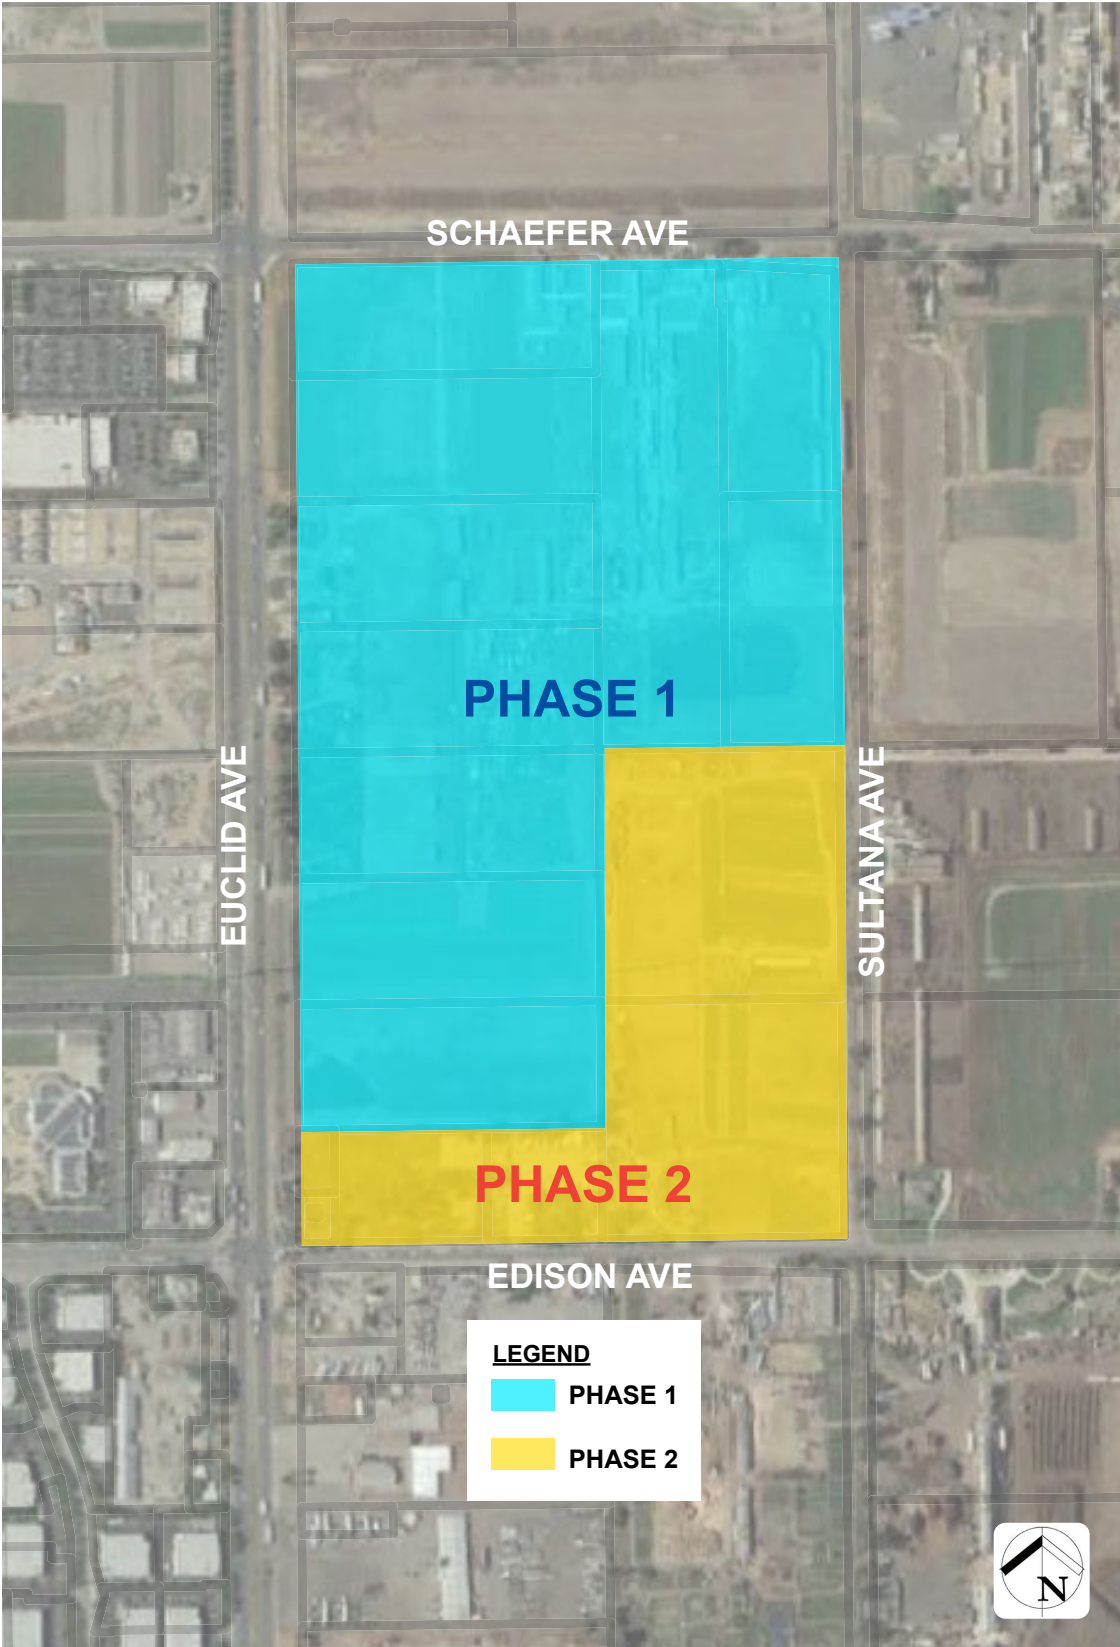 SCHAEFER AVE
PHASE 1
EUCLID AVE
SULTANA AVE
PHASE 2
EDISON AVE
LEGEND
PHASE 1
PHASE 2
N